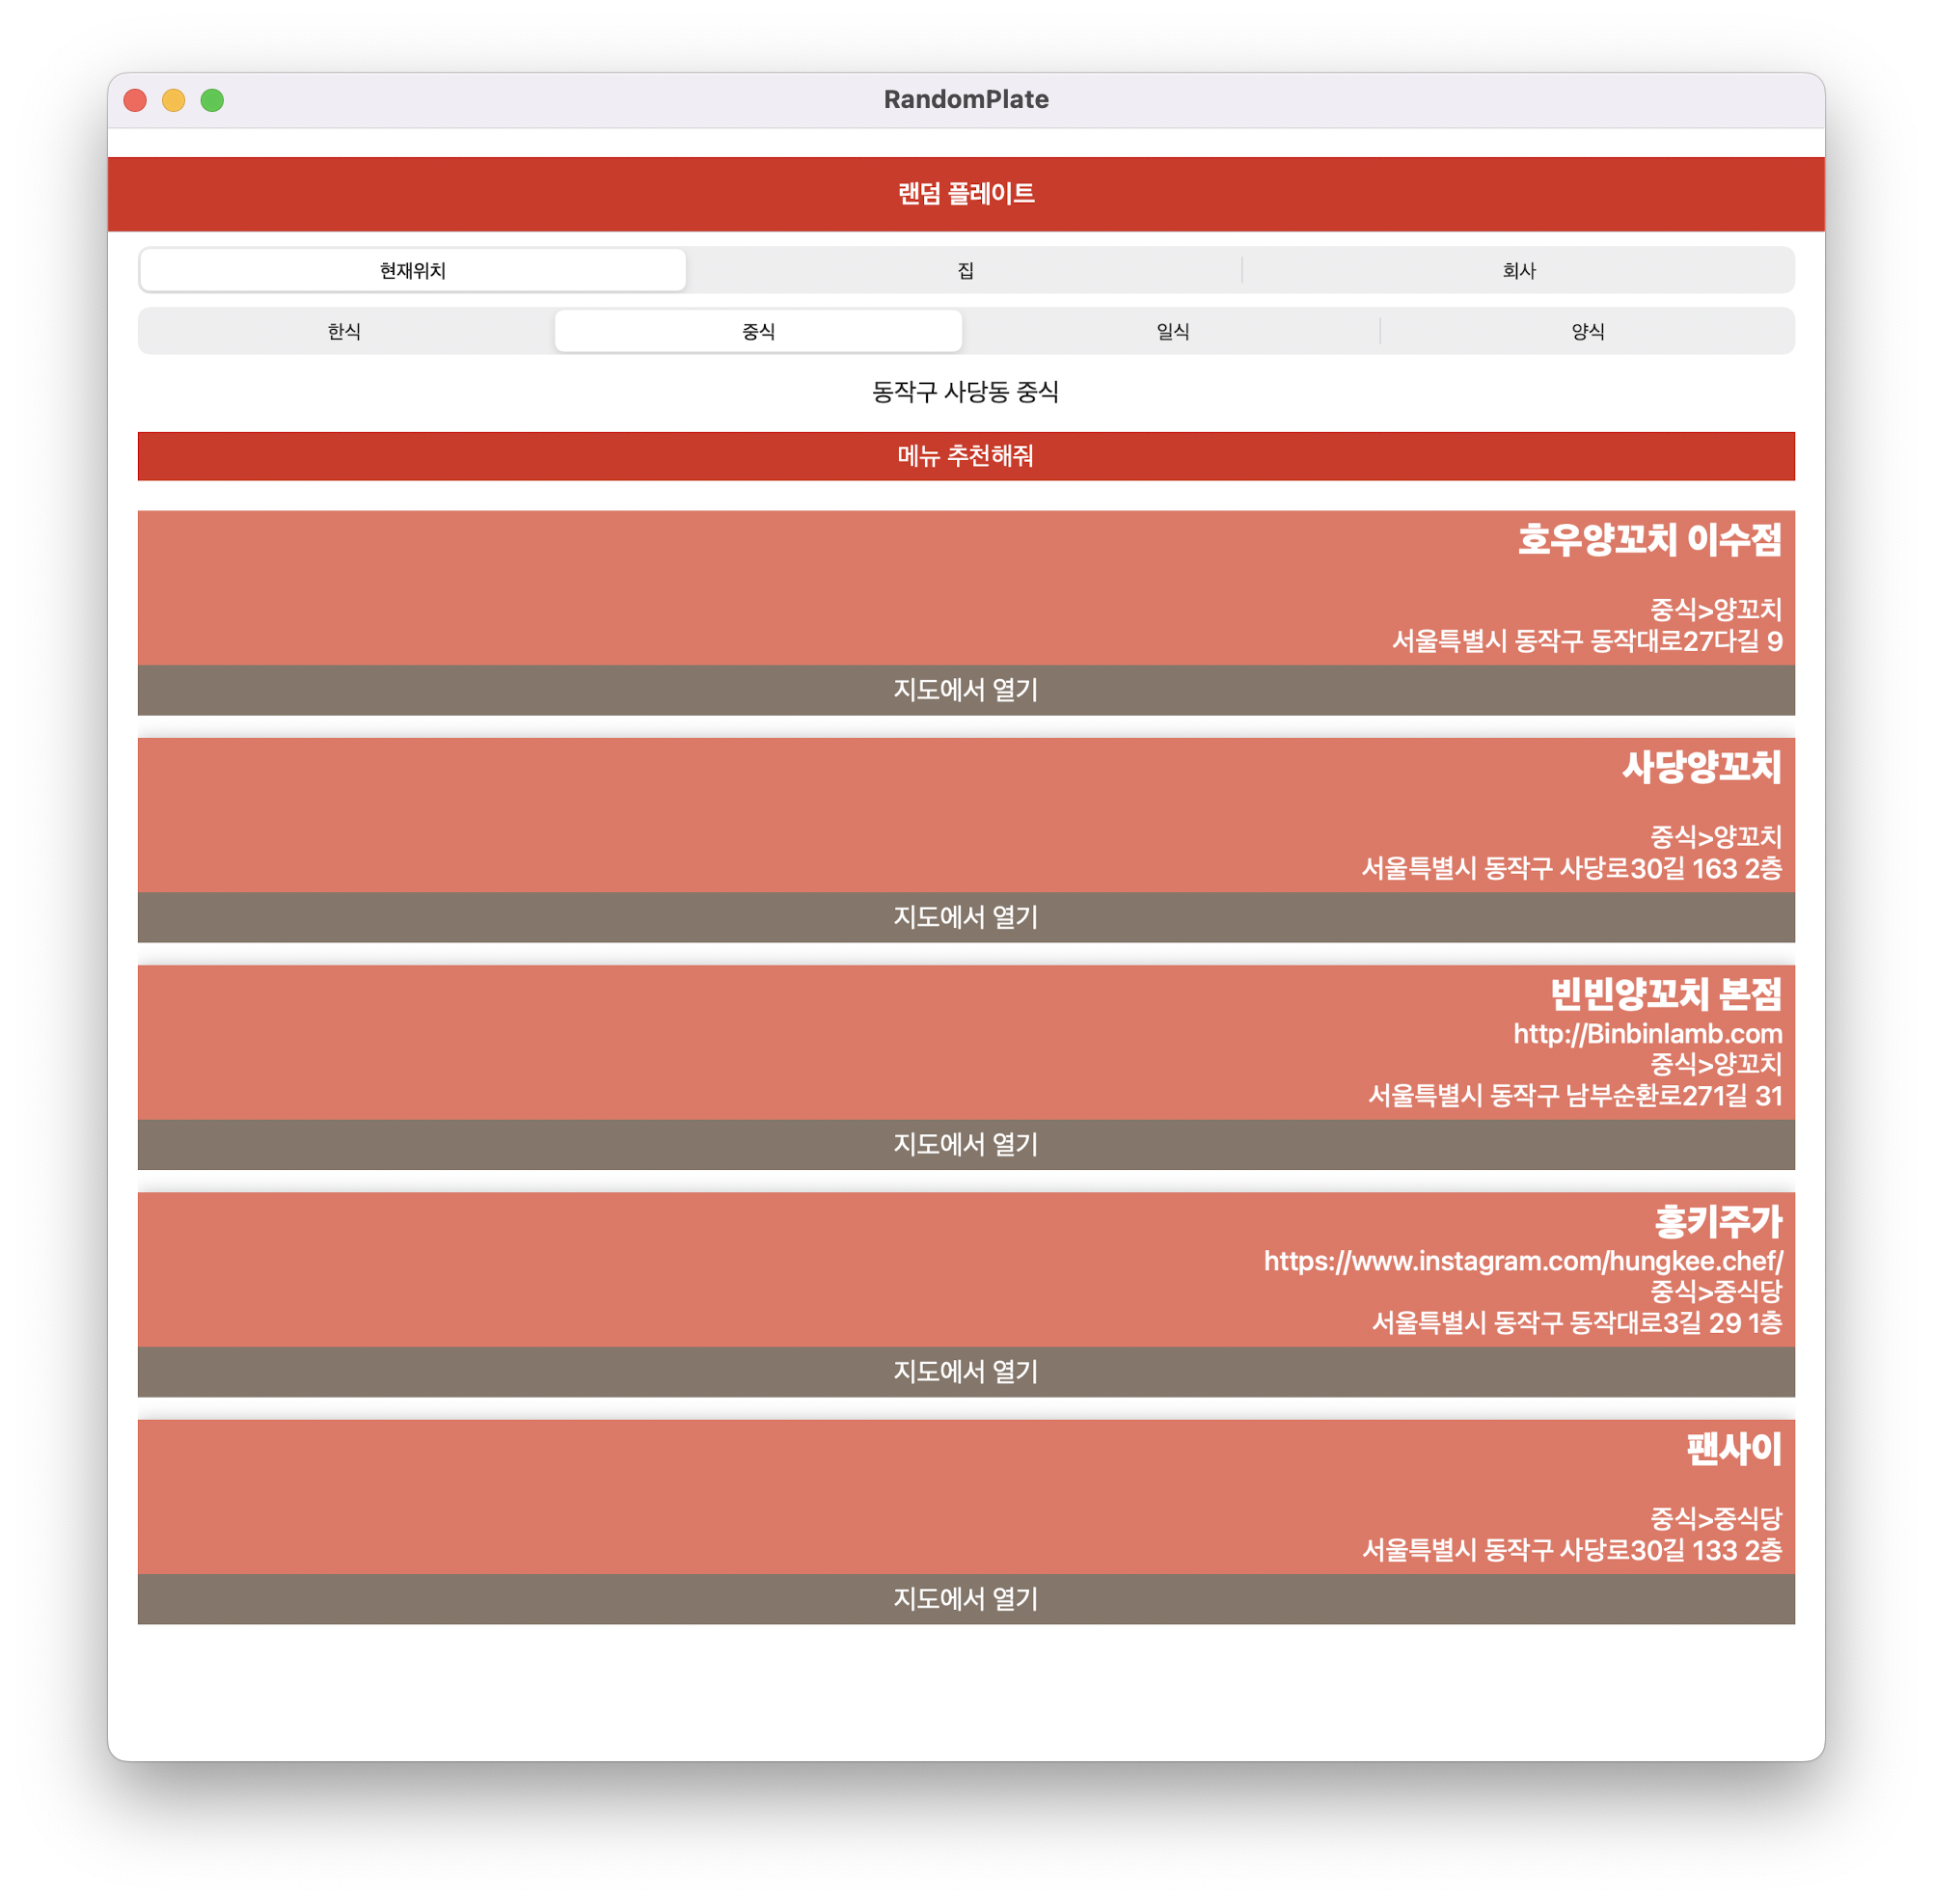 RandomPlate
랜덤 플레이트
현재위치 집 회사
한식 중식 일식 양식
동작구 사당동 중식
메뉴 추천해줘
호우양꼬치 이수점
중식>양꼬치
서울특별시 동작구 동작대로27다길 9
지도에서 열기
사당양꼬치
중식>양꼬치
서울특별시 동작구 사당로30길 163 2층
지도에서 열기
빈빈양꼬치 본점
http://Binbinlamb.com
중식>양꼬치
서울특별시 동작구 남부순환로271길 31
지도에서 열기
홍키주가
https://www.instagram.com/hungkee.chef/
중식>중식당
서울특별시 동작구 동작대로3길 29 1층
지도에서 열기
팬사이
중식>중식당
서울특별시 동작구 사당로30길 133 2층
지도에서 열기